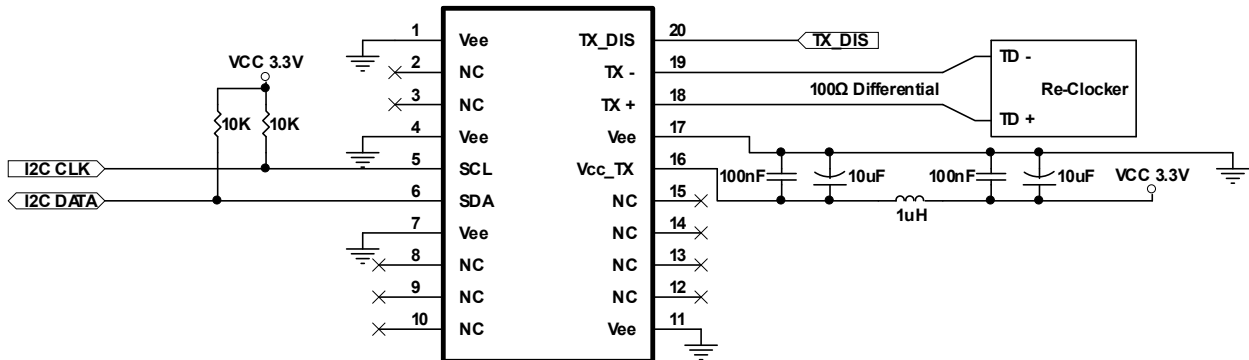 1 Vee
2 NC
3 NC
4 Vee
5 SCL
6 SDA
7 Vee
8 NC
9 NC
10 NC
VCC 3.3V
10K 10K
I2C CLK
I2C DATA
TX_DIS 20 TX_DIS
TX - 19
TX + 18
Vee 17
Vcc_TX 16
NC 15
NC 14
NC 13
NC 12
Vee 11
100Ω Differential
TD -
Re-Clocker
TD +
100nF 10uF 100nF 10uF VCC 3.3V
1uH